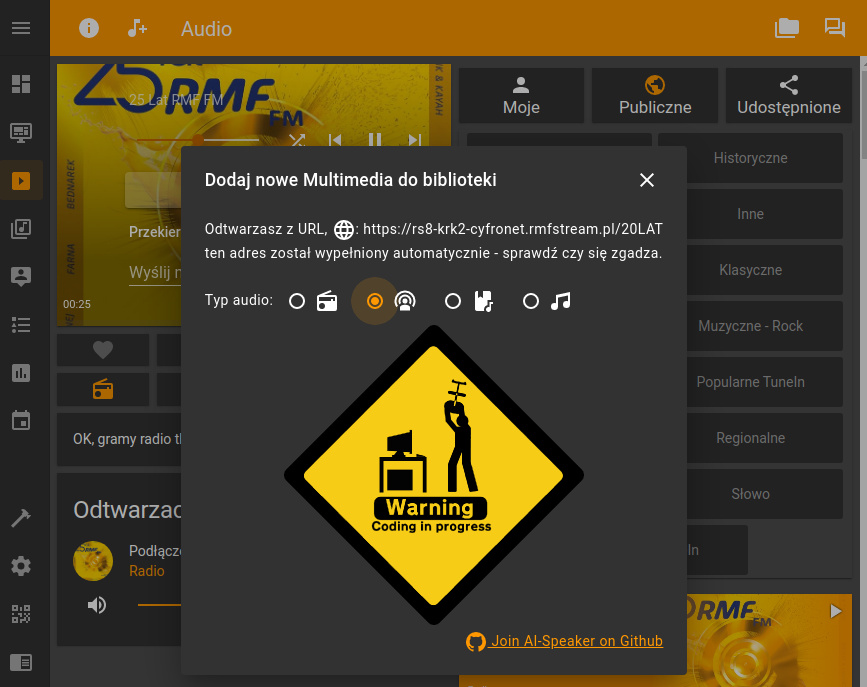 Audio
25 Lat RMF FM
RMF
FM
K & KAYAH
BEDNAREK
FARNA
Moje
Publiczne
Udostępnione
Historyczne
Inne
Klasyczne
Muzyczne - Rock
Popularne TuneIn
Regionalne
Słowo
In
Dodaj nowe Multimedia do biblioteki
Odtwarzasz z URL, : https://rs8-krk2-cyfronet.rmfstream.pl/20LAT
ten adres został wypełniony automatycznie - sprawdź czy się zgadza.
Typ audio:
Przekier
Wyślij
00:25
OK, gramy radio
Odtwarzac
Podłącz
Radio
Warning
Coding in progress
Join AI-Speaker on Github
RMF
FM